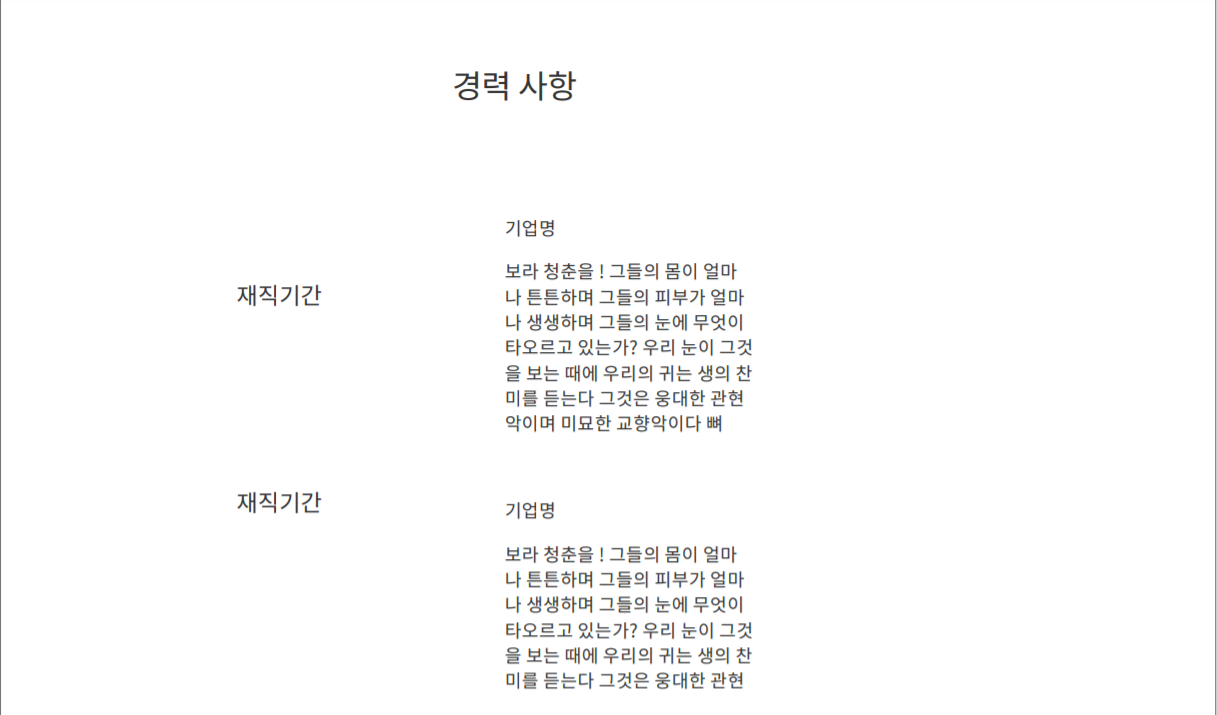 경력 사항
기업명
재직기간
보라 청춘을 ! 그들의 몸이 얼마
나 튼튼하며 그들의 피부가 얼마
나 생생하며 그들의 눈에 무엇이
타오르고 있는가? 우리 눈이 그것
을 보는 때에 우리의 귀는 생의 찬
미를 듣는다 그것은 웅대한 관현
악이며 미묘한 교향악이다 뼈
재직기간
기업명
보라 청춘을 ! 그들의 몸이 얼마
나 튼튼하며 그들의 피부가 얼마
나 생생하며 그들의 눈에 무엇이
타오르고 있는가? 우리 눈이 그것
을 보는 때에 우리의 귀는 생의 찬
미를 듣는다 그것은 웅대한 관현